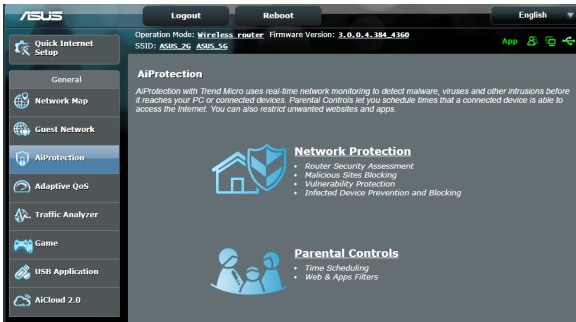 ASUS
Logout
Reboot
English
Quick Internet
Setup
Operation Mode: Wireless router Firmware Version: 3.0.0.4.384_4360
SSID: ASUS_2G ASUS_5G
App
General
Network Map
Guest Network
AiProtection
Adaptive QoS
Traffic Analyzer
Game
USB Application
AiCloud 2.0
AiProtection
AiProtection with Trend Micro uses real-time network monitoring to detect malware, viruses and other intrusions before
it reaches your PC or connected devices. Parental Controls let you schedule times that a connected device is able to
access the Internet. You can also restrict unwanted websites and apps.
Network Protection
• Router Security Assessment
• Malicious Sites Blocking
• Vulnerability Protection
• Infected Device Prevention and Blocking
Parental Controls
• Time Scheduling
• Web & Apps Filters